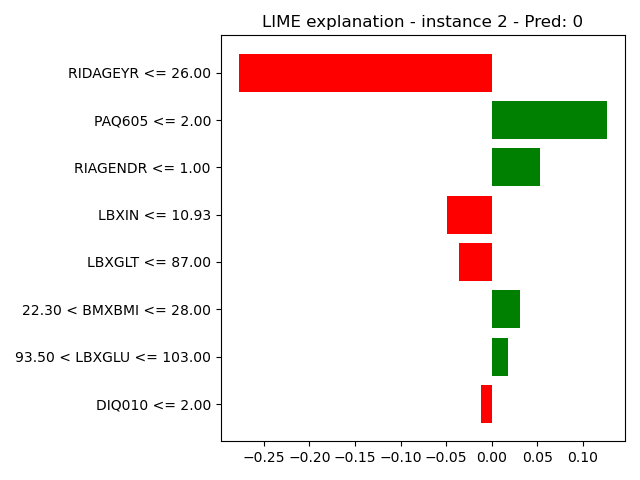 LIME explanation - instance 2 - Pred: 0
RIDAGEYR <= 26.00
PAQ605 <= 2.00
RIAGENDR <= 1.00
LBXIN <= 10.93
LBXGLT <= 87.00
22.30 < BMXBMI <= 28.00
93.50 < LBXGLU <= 103.00
DIQ010 <= 2.00
−0.25 −0.20 −0.15 −0.10 −0.05 0.00 0.05 0.10